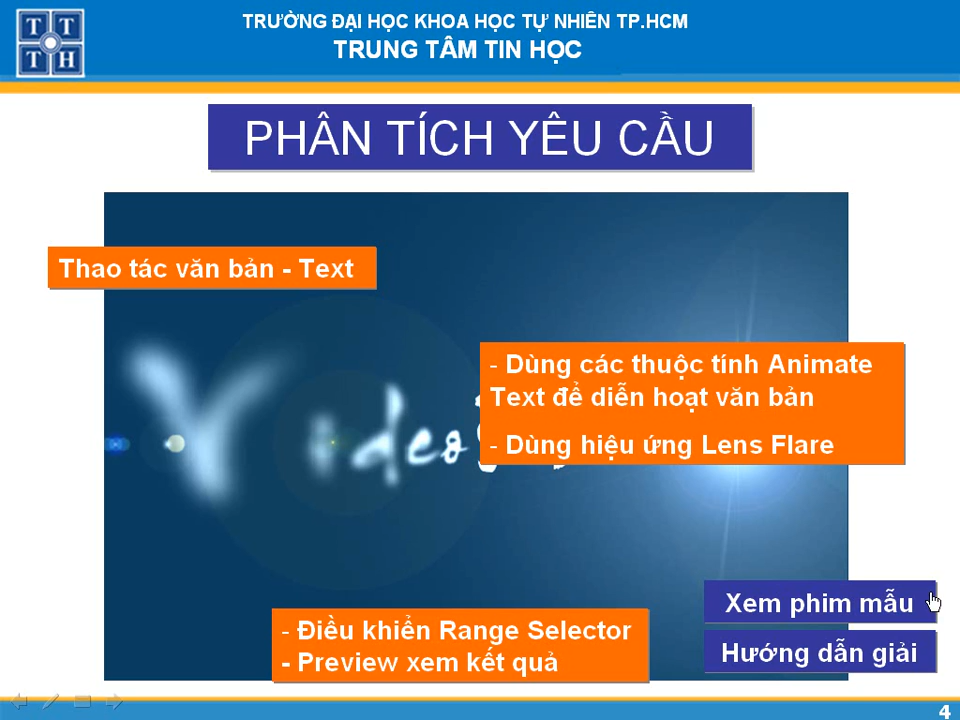 T T
T H
TRƯỜNG ĐẠI HỌC KHOA HỌC TỰ NHIÊN TP.HCM
TRUNG TÂM TIN HỌC
PHÂN TÍCH YÊU CẦU
Thao tác văn bản - Text
- Dùng các thuộc tính Animate
Text để diễn hoạt văn bản
- Dùng hiệu ứng Lens Flare
Video
- Điều khiển Range Selector
- Preview xem kết quả
Xem phim mẫu
Hướng dẫn giải
4